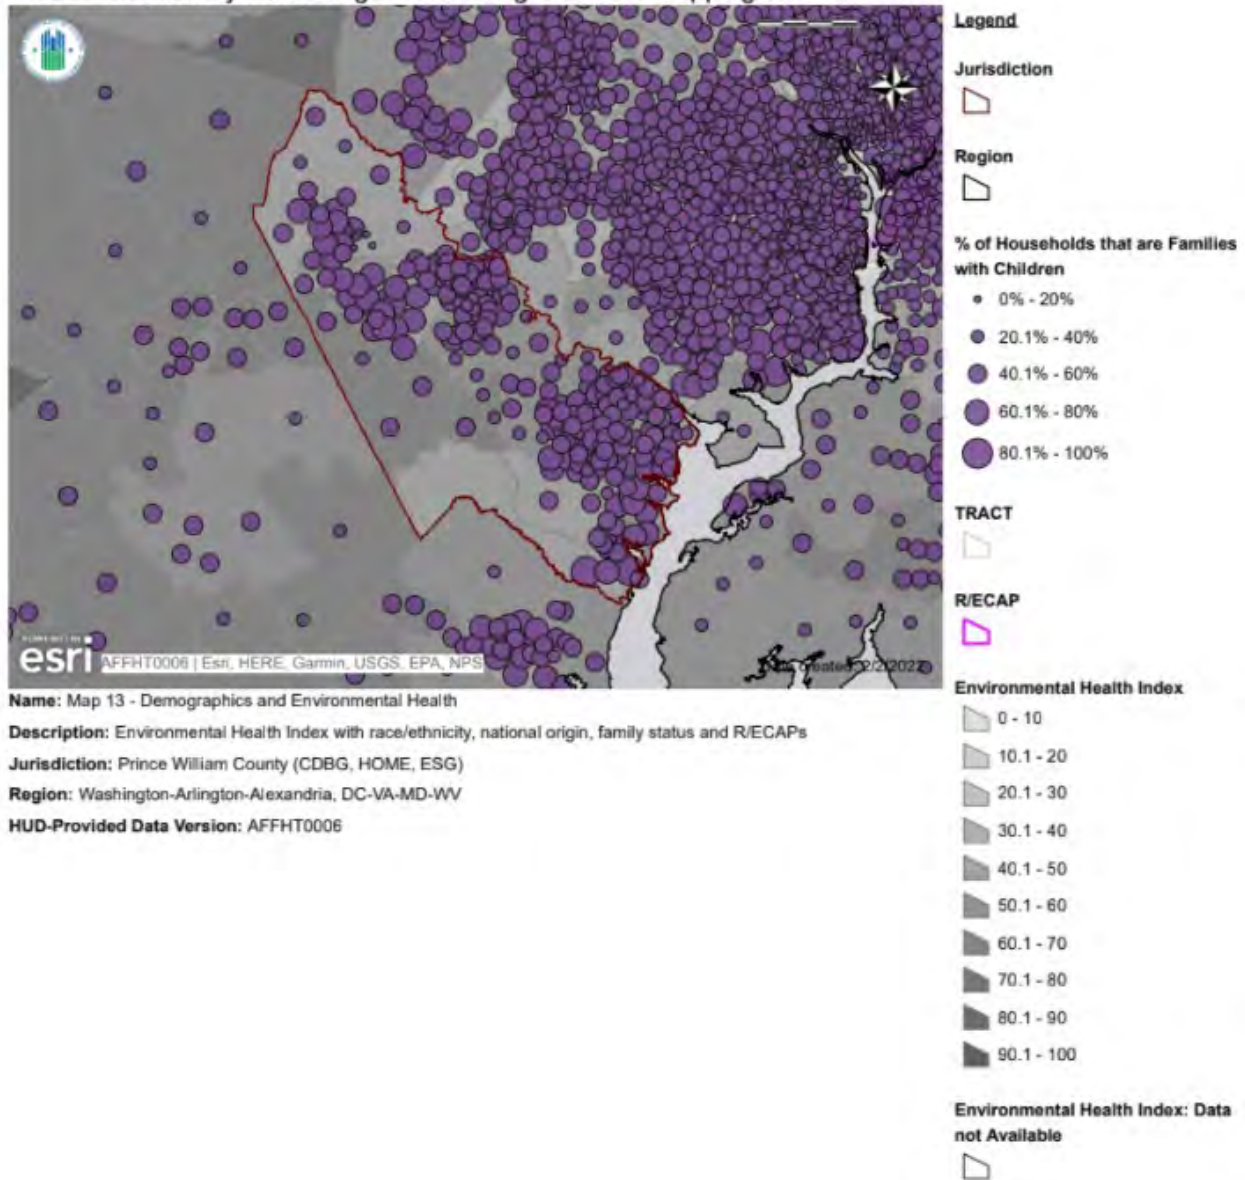 Legend
Jurisdiction
Region
% of Households that are Families
with Children
0% - 20%
20.1% - 40%
40.1% - 60%
60.1% - 80%
80.1% - 100%
TRACT
R/ECAP
Environmental Health Index
0 - 10
10.1 - 20
20.1 - 30
30.1 - 40
40.1 - 50
50.1 - 60
60.1 - 70
70.1 - 80
80.1 - 90
90.1 - 100
Environmental Health Index: Data
not Available
esri
AFFHT0006 | Esri, HERE, Garmin, USGS, EPA, NPS
created: 2/2/2022
Name: Map 13 - Demographics and Environmental Health
Description: Environmental Health Index with race/ethnicity, national origin, family status and R/ECAPs
Jurisdiction: Prince William County (CDBG, HOME, ESG)
Region: Washington-Arlington-Alexandria, DC-VA-MD-WV
HUD-Provided Data Version: AFFHT0006